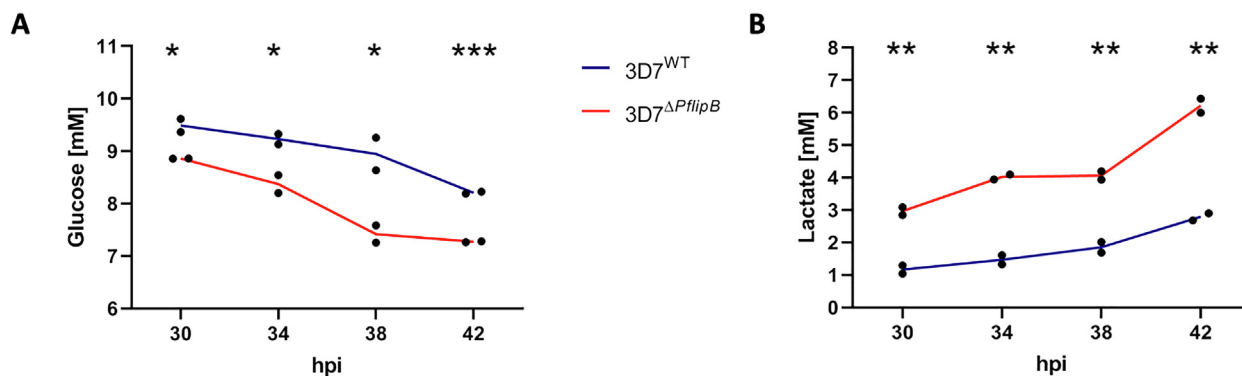 A
Glucose [mM]
11
10
9
8
7
6
* * * ***
30 34 38 42
hpi
3D7WT
3D7ΔPflipB
B
Lactate [mM]
8
7
6
5
4
3
2
1
0
** ** ** **
30 34 38 42
hpi